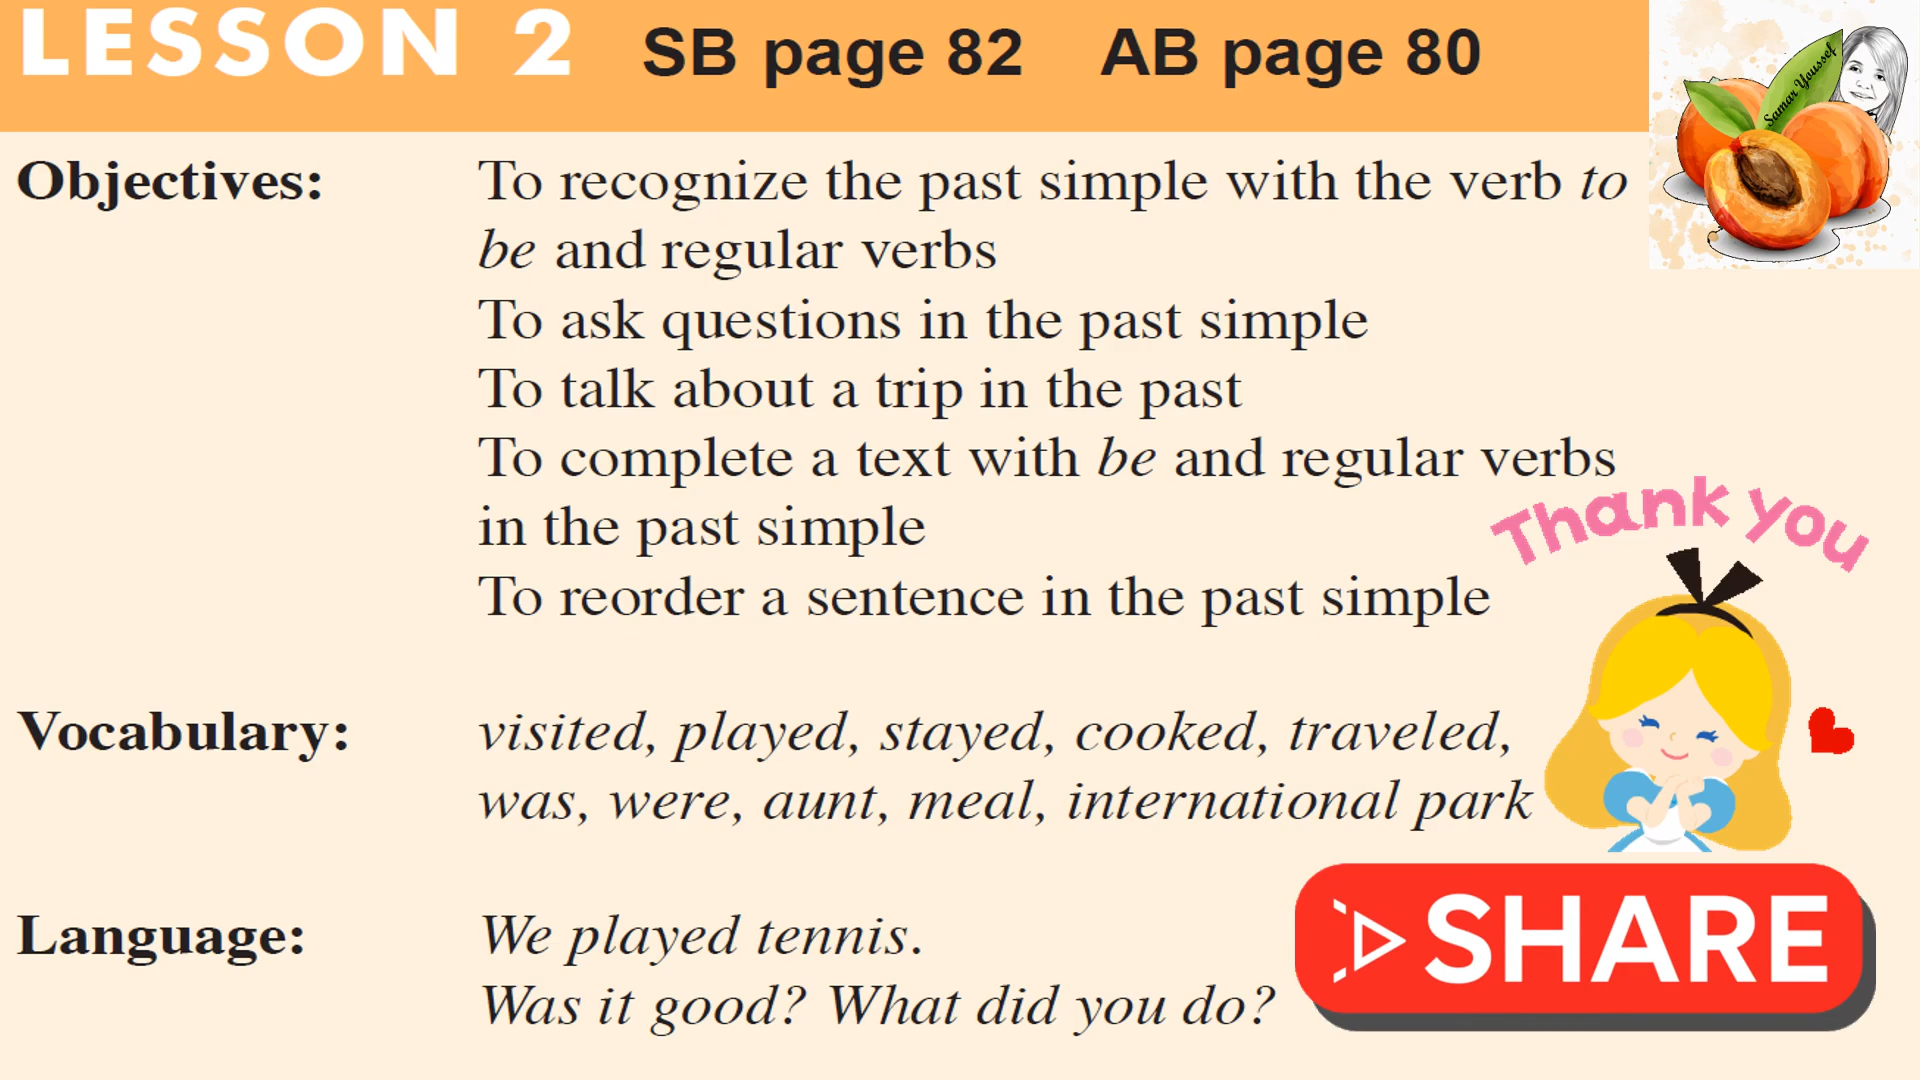 LESSON 2 SB page 82 AB page 80
Samar Youssef
Objectives: To recognize the past simple with the verb to
be and regular verbs
To ask questions in the past simple
To talk about a trip in the past
To complete a text with be and regular verbs
in the past simple
To reorder a sentence in the past simple
Thank you
Vocabulary: visited, played, stayed, cooked, traveled,
was, were, aunt, meal, international park
Language: We played tennis.
Was it good? What did you do?
SHARE